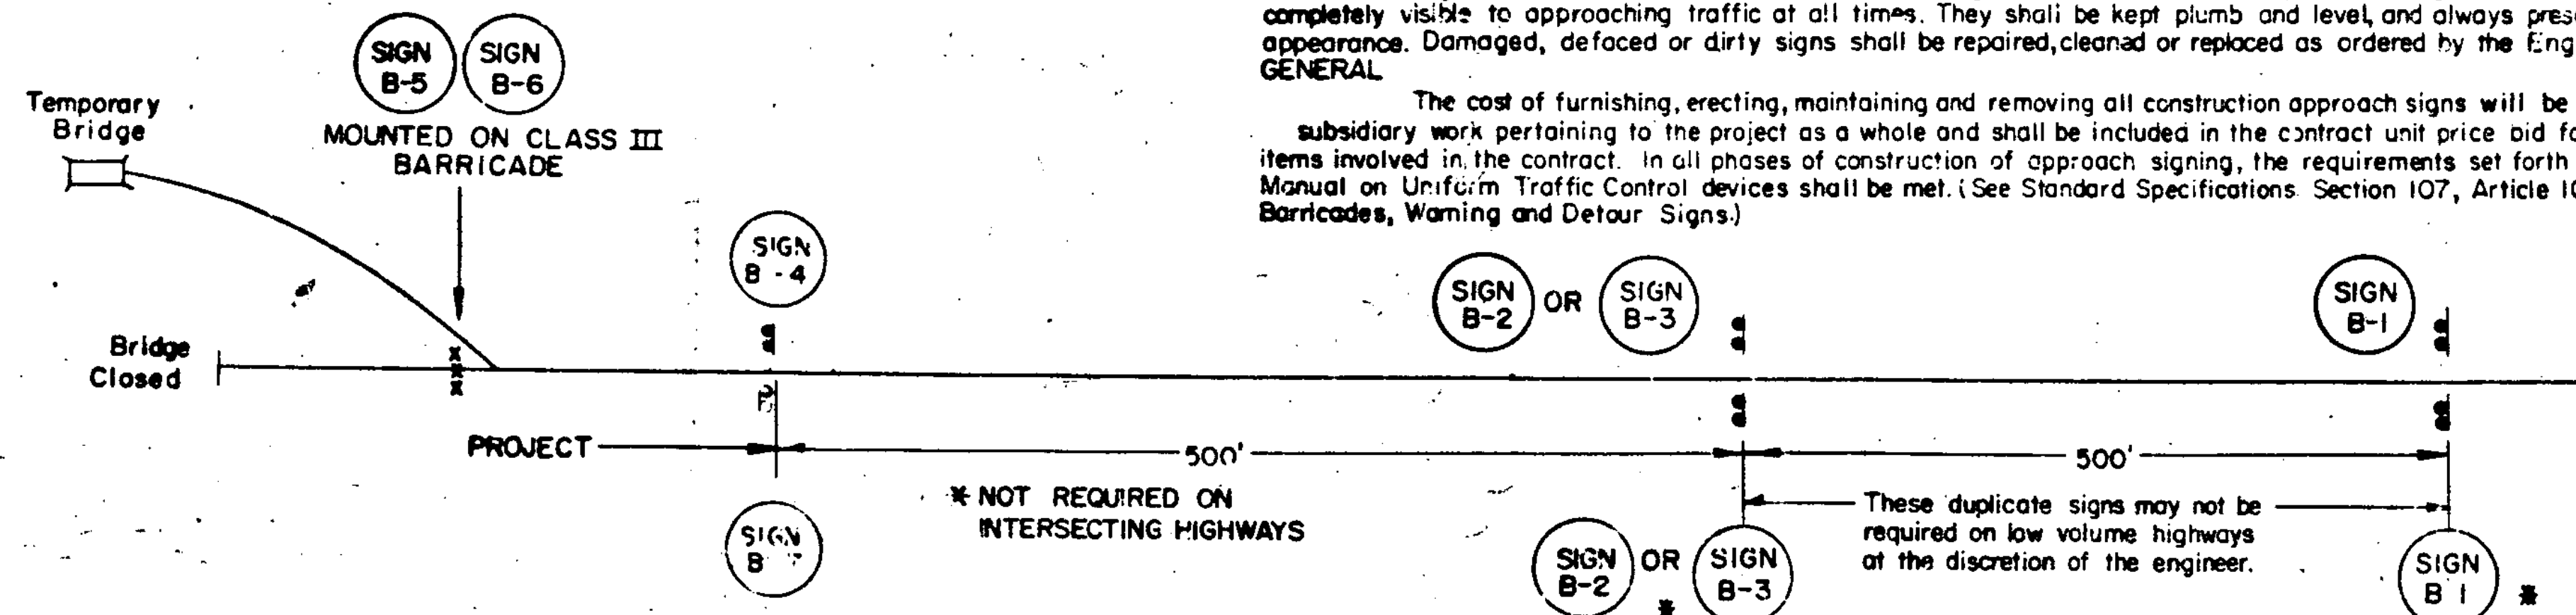 completely visible to approaching traffic at all times. They shall be kept plumb and level, and always
appearance. Damaged, defaced or dirty signs shall be repaired, cleaned or replaced as ordered by the
GENERAL
The cost of furnishing, erecting, maintaining and removing all construction approach signs will be
subsidiary work pertaining to the project as a whole and shall be included in the contract unit price bid
items involved in the contract. In all phases of construction of approach signing, the requirements set forth
Manual on Uniform Traffic Control devices shall be met. (See Standard Specifications Section 107, Article
Barricades, Warning and Detour Signs.)
SIGN
B-5
SIGN
B-6
Temporary
Bridge
MOUNTED ON CLASS III
BARRICADE
SIGN
B-4
SIGN
B-2
OR
SIGN
B-3
SIGN
B-1
Bridge
Closed
PROJECT
500'
500'
* NOT REQUIRED ON
INTERSECTING HIGHWAYS
These duplicate signs may not be
required on low volume highways
at the discretion of the engineer.
SIGN
B-7
SIGN
B-2
OR
SIGN
B-3
*
SIGN
B 1
*